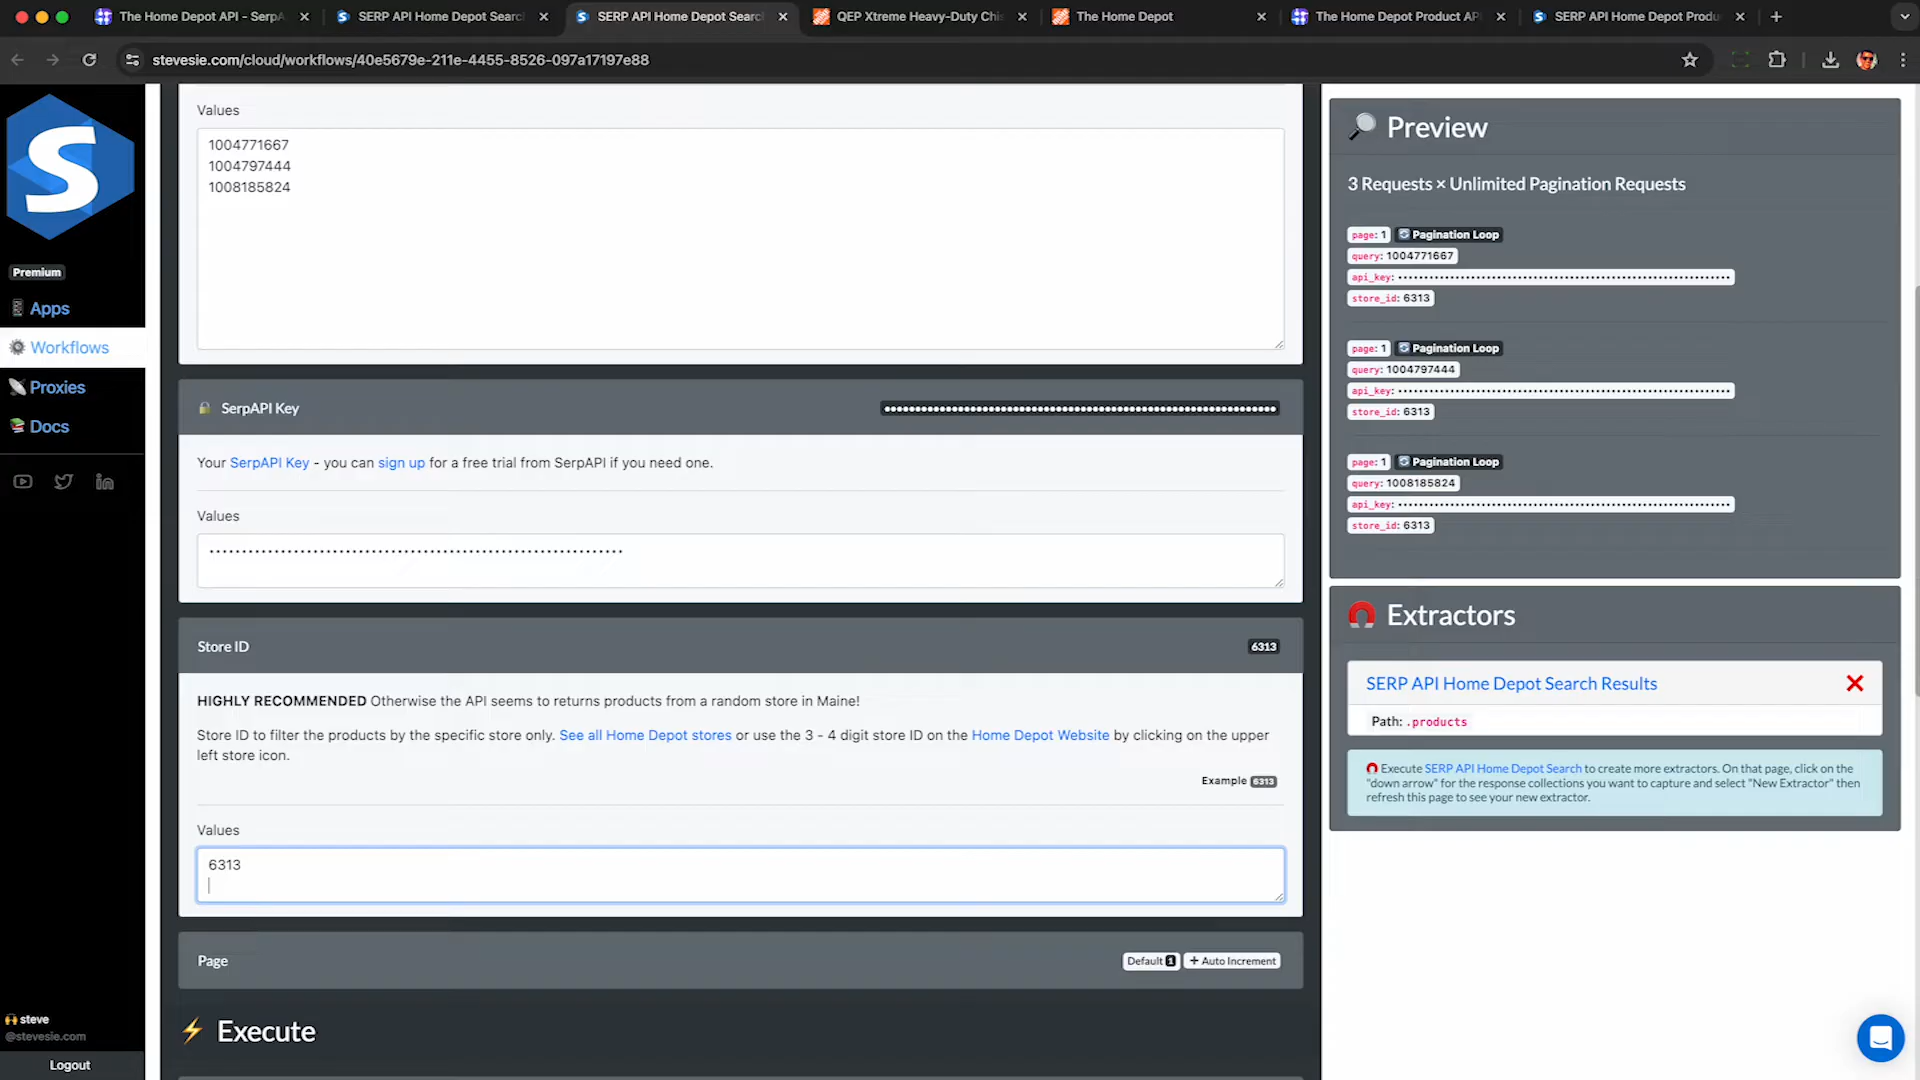 The Home Depot API - SerpA
SERP API Home Depot Searc
SERP API Home Depot Searc
QEP Xtreme Heavy-Duty Chis
The Home Depot
The Home Depot Product API
SERP API Home Depot Produ
stevesie.com/cloud/workflows/40e5679e-211e-4455-8526-097a17197e88
S
Premium
Apps
Workflows
Proxies
Docs
steve
@stevesie.com
Logout
Values
1004771667
1004797444
1008185824
SerpAPI Key
Your SerpAPI Key - you can sign up for a free trial from SerpAPI if you need one.
Values
Store ID
6313
HIGHLY RECOMMENDED Otherwise the API seems to returns products from a random store in Maine!
Store ID to filter the products by the specific store only. See all Home Depot stores or use the 3 - 4 digit store ID on the Home Depot Website by clicking on the upper
left store icon.
Example 6313
Values
6313
Page
Default 1 + Auto Increment
Execute
Preview
3 Requests × Unlimited Pagination Requests
page: 1 Pagination Loop
query: 1004771667
api_key: ••••••••••••••••••••••••••••••••••••••••••••••••••••••••••••••••
store_id: 6313
page: 1 Pagination Loop
query: 1004797444
api_key: ••••••••••••••••••••••••••••••••••••••••••••••••••••••••••••••••
store_id: 6313
page: 1 Pagination Loop
query: 1008185824
api_key: ••••••••••••••••••••••••••••••••••••••••••••••••••••••••••••••••
store_id: 6313
Extractors
SERP API Home Depot Search Results
Path: .products
Execute SERP API Home Depot Search to create more extractors. On that page, click on the
"down arrow" for the response collections you want to capture and select "New Extractor" then
refresh this page to see your new extractor.